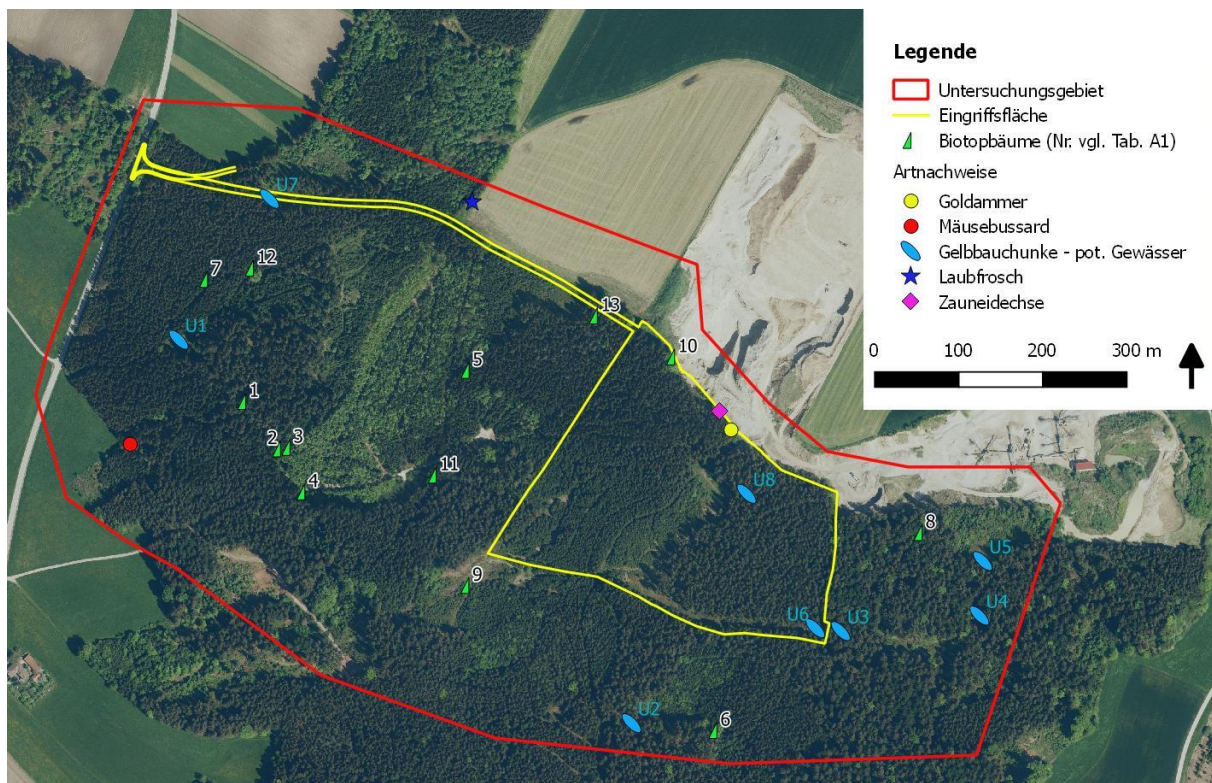 Legende
Untersuchungsgebiet
Eingriffsfläche
Biotopbäume (Nr. vgl. Tab. A1)
Artnachweise
Goldammer
Mäusebussard
Gelbbauchunke - pot. Gewässer
Laubfrosch
Zauneidechse
0 100 200 300 m
U7
12
7
U1
13
10
5
1
2
3
4
11
U8
8
U5
9
U6
U3
U4
U2
6